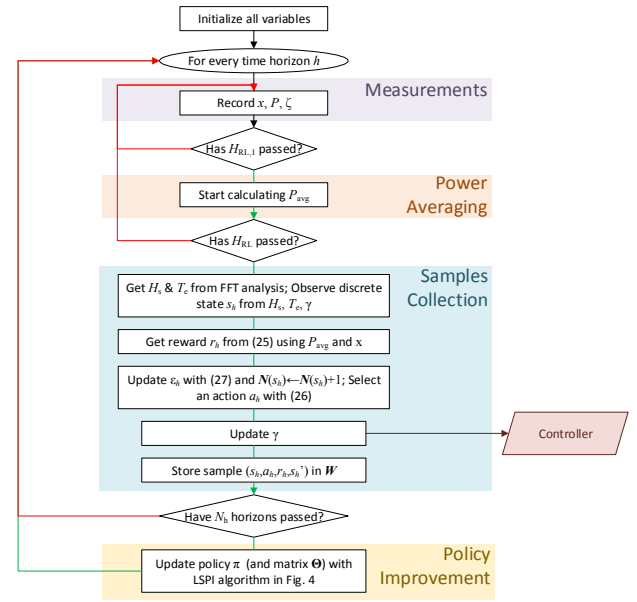 Initialize all variables
For every time horizon h
Measurements
Record x, P, ζ
Has H_RL,1 passed?
Power
Averaging
Start calculating P_avg
Has H_RL passed?
Samples
Collection
Get H_s & T_e from FFT analysis; Observe discrete
state s_h from H_s, T_e, γ
Get reward r_h from (25) using P_avg and x
Update ε_h with (27) and N(s_h)←N(s_h)+1; Select
an action a_h with (26)
Update γ
Controller
Store sample (s_h,a_h,r_h,s_h’) in W
Have N_h horizons passed?
Policy
Improvement
Update policy π (and matrix Θ) with
LSPI algorithm in Fig. 4